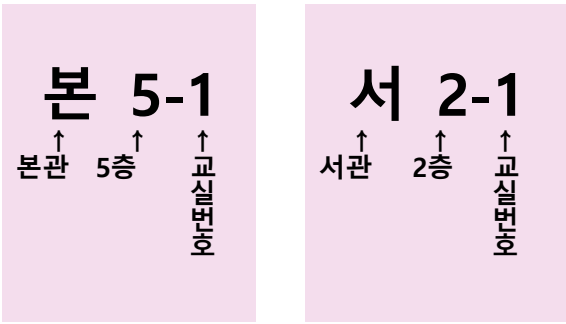 본 5-1
↑ ↑ ↑
본관 5층 교실번호
서 2-1
↑ ↑ ↑
서관 2층 교실번호